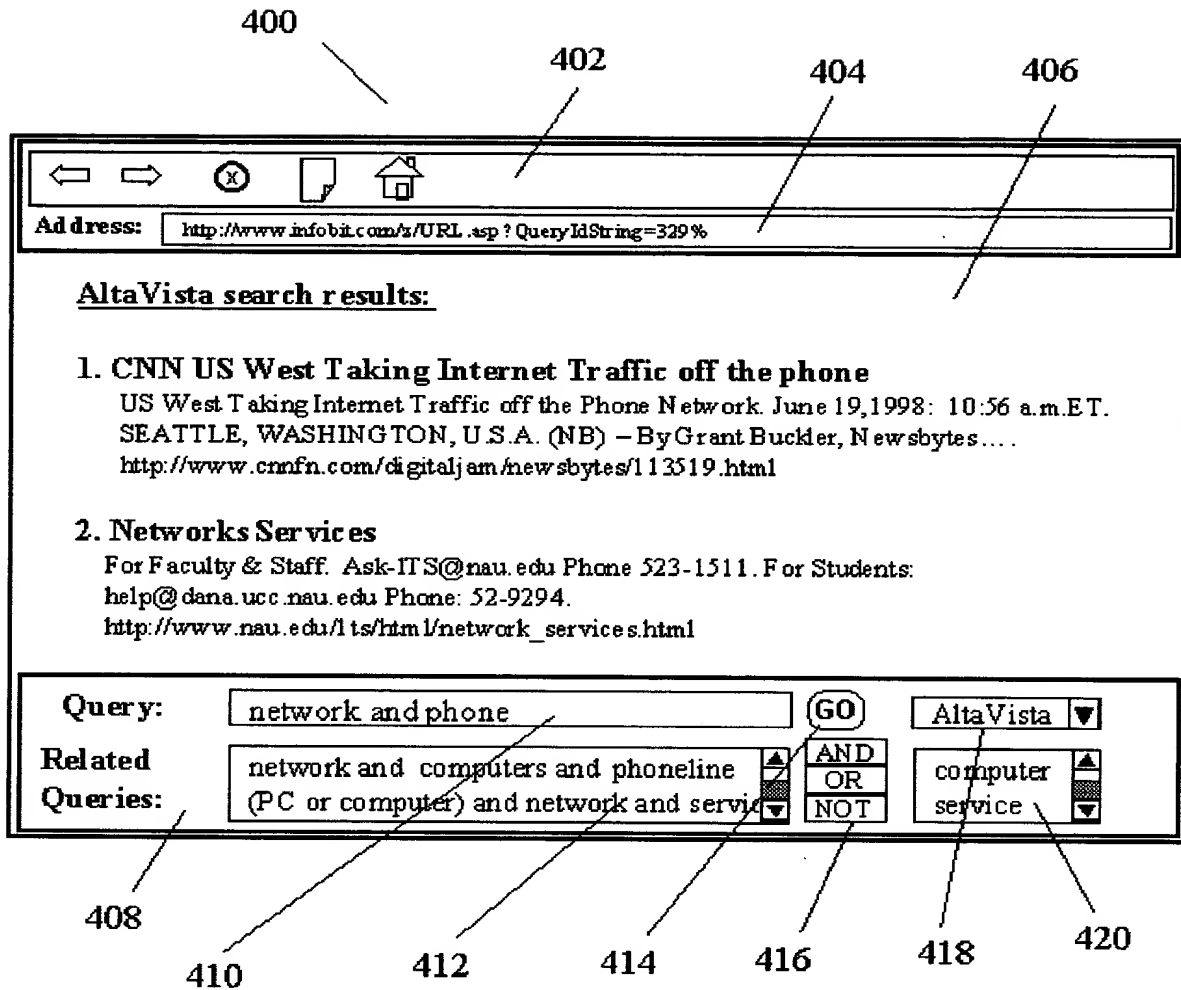 400
402
404
406
Address: http://www.infobit.com/z/URL.asp?QueryIdString=329%
AltaVista search results:
1. CNN US West Taking Internet Traffic off the phone
US West Taking Internet Traffic off the Phone Network. June 19,1998: 10:56 a.m.ET.
SEATTLE, WASHINGTON, U.S.A. (NB) – By Grant Buckler, Newsbytes....
http://www.cnnfn.com/digitaljam/newsbytes/113519.html
2. Networks Services
For Faculty & Staff. Ask-ITS@nau.edu Phone 523-1511. For Students:
help@dana.ucc.nau.edu Phone: 52-9294.
http://www.nau.edu/1ts/html/network_services.html
Query: network and phone GO AltaVista
Related Queries:
network and computers and phoneline
(PC or computer) and network and servic
AND
OR
NOT
computer
service
408
410
412
414
416
418
420